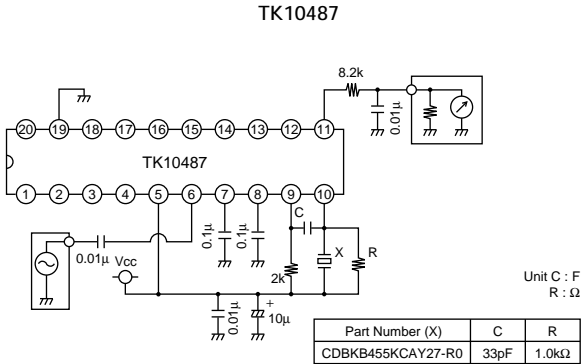 TK10487
8.2k
0.01μ
20 19 18 17 16 15 14 13 12 11
TK10487
1 2 3 4 5 6 7 8 9 10
0.01μ
Vcc
0.1μ
0.1μ
C
X
R
2k
0.01μ
+
10μ
Unit C : F
R : Ω
Part Number (X) C R
CDBKB455KCAY27-R0 33pF 1.0kΩ